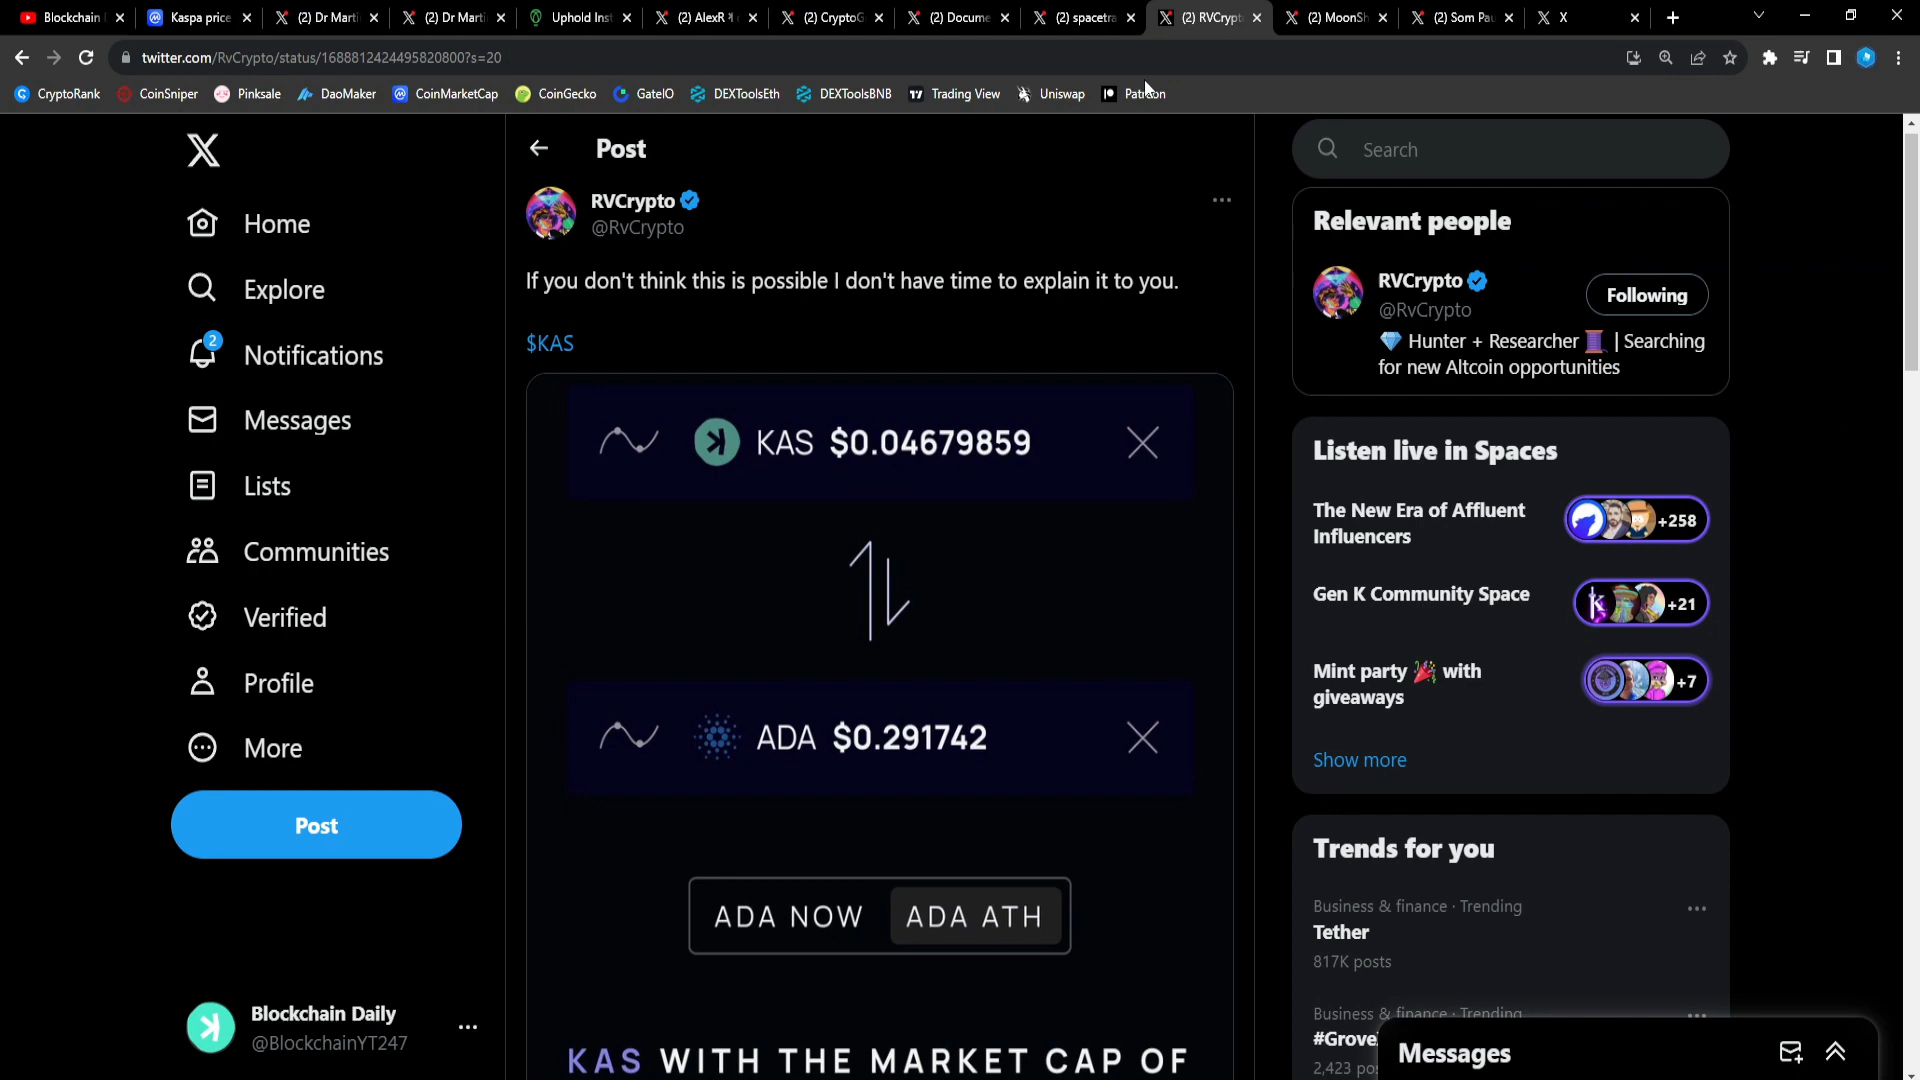 Blockchain
Kaspa price
(2) Dr Marti
(2) Dr Marti
Uphold Inst
(2) AlexR
(2) CryptoG
(2) Docume
(2) spacetra
(2) RVCrypt
(2) MoonSh
(2) Som Pau
X
twitter.com/RvCrypto/status/1688812424495820800?s=20
CryptoRank
CoinSniper
Pinksale
DaoMaker
CoinMarketCap
CoinGecko
GateIO
DEXToolsEth
DEXToolsBNB
Trading View
Uniswap
Home
Explore
2
Notifications
Messages
Lists
Communities
Verified
Profile
More
Post
Blockchain Daily
@BlockchainYT247
Post
RVCrypto
@RvCrypto
If you don't think this is possible I don't have time to explain it to you.
$KAS
KAS $0.04679859
ADA $0.291742
ADA NOW ADA ATH
KAS WITH THE MARKET CAP OF
Search
Relevant people
RVCrypto
@RvCrypto
Following
💎 Hunter + Researcher 🧵 | Searching
for new Altcoin opportunities
Listen live in Spaces
The New Era of Affluent
Influencers
+258
Gen K Community Space
+21
Mint party 🎉 with
giveaways
+7
Show more
Trends for you
Business & finance · Trending
Tether
817K posts
Business & finance · Trending
#Grove
2,423 pos
Messages